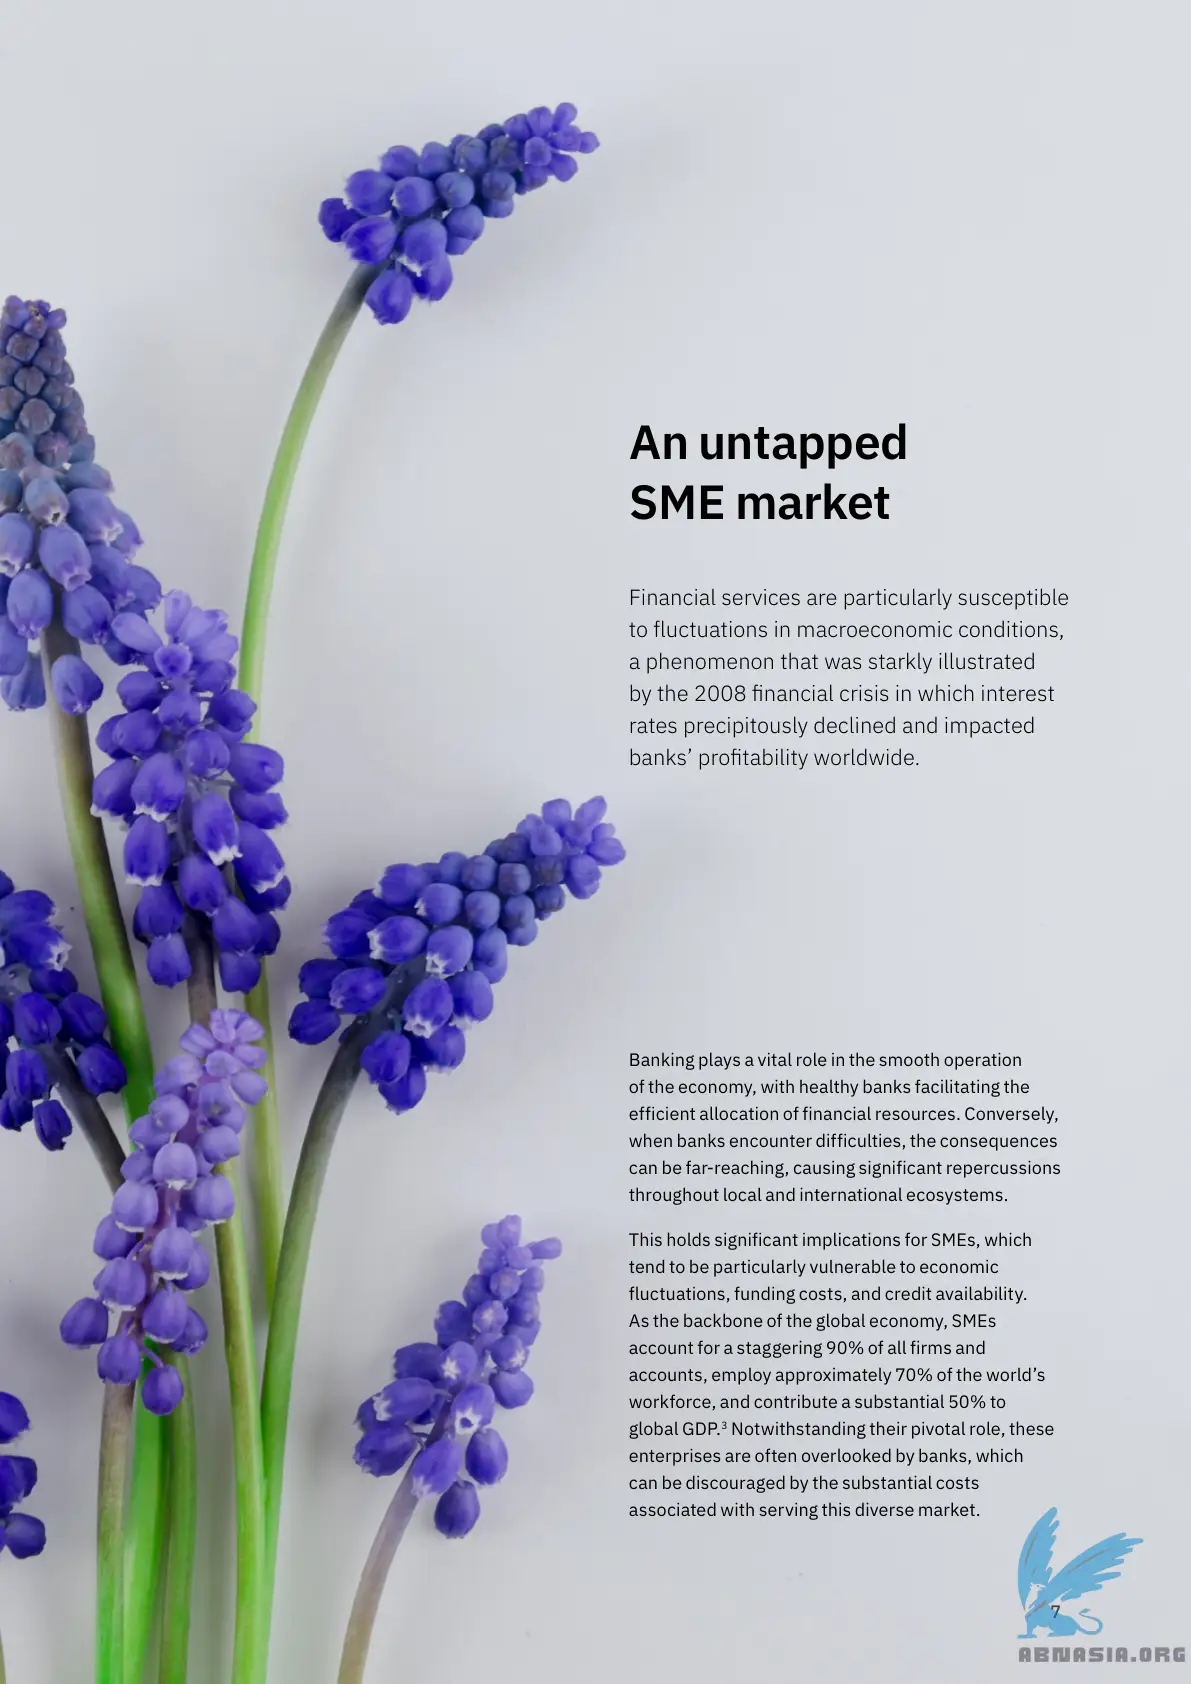 An untapped
SME market
Financial services are particularly susceptible
to fluctuations in macroeconomic conditions,
a phenomenon that was starkly illustrated
by the 2008 financial crisis in which interest
rates precipitously declined and impacted
banks’ profitability worldwide.
Banking plays a vital role in the smooth operation
of the economy, with healthy banks facilitating the
efficient allocation of financial resources. Conversely,
when banks encounter difficulties, the consequences
can be far-reaching, causing significant repercussions
throughout local and international ecosystems.
This holds significant implications for SMEs, which
tend to be particularly vulnerable to economic
fluctuations, funding costs, and credit availability.
As the backbone of the global economy, SMEs
account for a staggering 90% of all firms and
accounts, employ approximately 70% of the world’s
workforce, and contribute a substantial 50% to
global GDP.³ Notwithstanding their pivotal role, these
enterprises are often overlooked by banks, which
can be discouraged by the substantial costs
associated with serving this diverse market.
7
ABNASIA.ORG